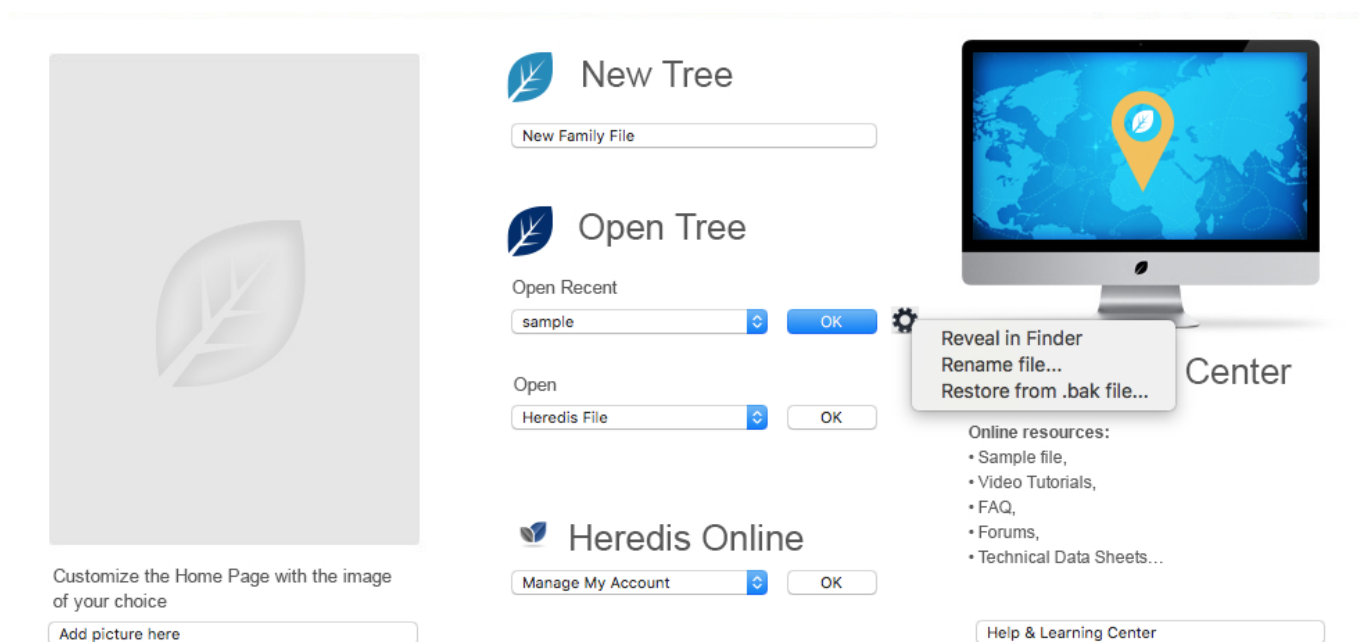 Customize the Home Page with the image
of your choice
Add picture here
New Tree
New Family File
Open Tree
Open Recent
sample
OK
Open
Heredis File
OK
Heredis Online
Manage My Account
OK
Reveal in Finder
Rename file...
Restore from .bak file...
Center
Online resources:
• Sample file,
• Video Tutorials,
• FAQ,
• Forums,
• Technical Data Sheets...
Help & Learning Center